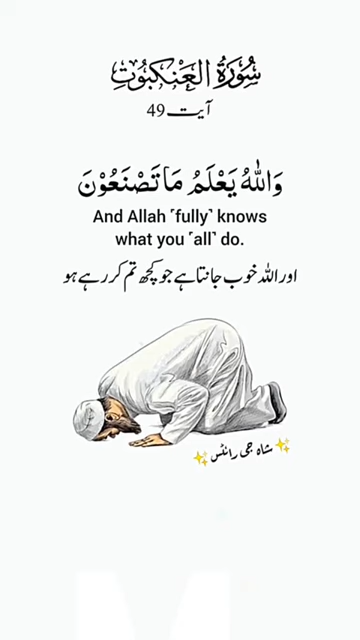 سُوْرَةُ الْعَنْكَبُوْتِ
آیت 49
وَاللّٰهُ يَعْلَمُ مَا تَصْنَعُوْنَ
And Allah ˹fully˺ knows
what you ˹all˺ do.
اور اللہ خوب جانتا ہے جو کچھ تم کر رہے ہو
✨شاہ جی رائٹس✨